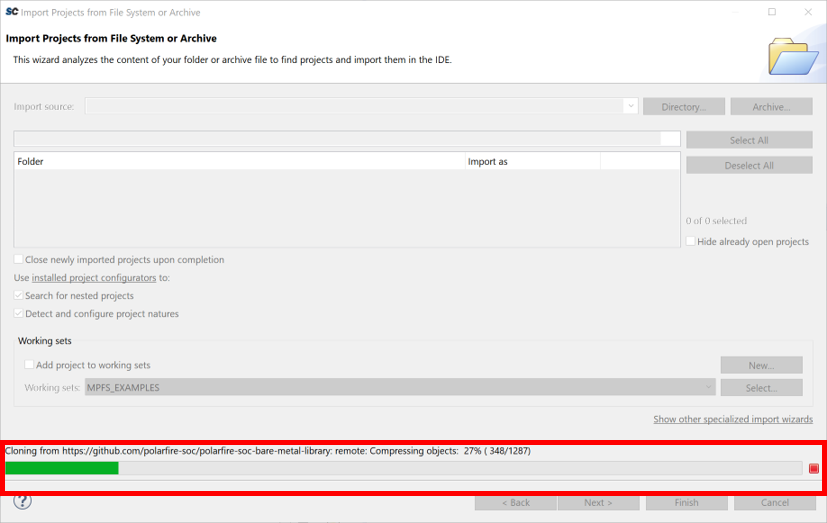 SC Import Projects from File System or Archive
Import Projects from File System or Archive
This wizard analyzes the content of your folder or archive file to find projects and import them in the IDE.
Import source:
Directory...
Archive...
Select All
Folder
Import as
Deselect All
0 of 0 selected
Hide already open projects
Close newly imported projects upon completion
Use installed project configurators to:
Search for nested projects
Detect and configure project natures
Working sets
Add project to working sets
New...
Working sets: MPFS_EXAMPLES
Select...
Show other specialized import wizards
Cloning from https://github.com/polarfire-soc/polarfire-soc-bare-metal-library: remote: Compressing objects: 27% ( 348/1287)
?
< Back
Next >
Finish
Cancel